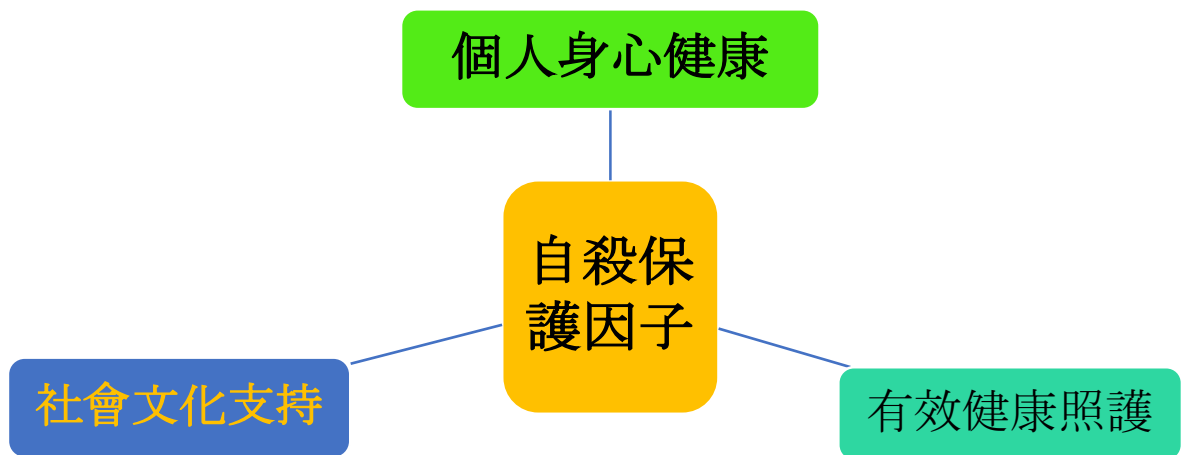 個人身心健康
自殺保
護因子
社會文化支持
有效健康照護